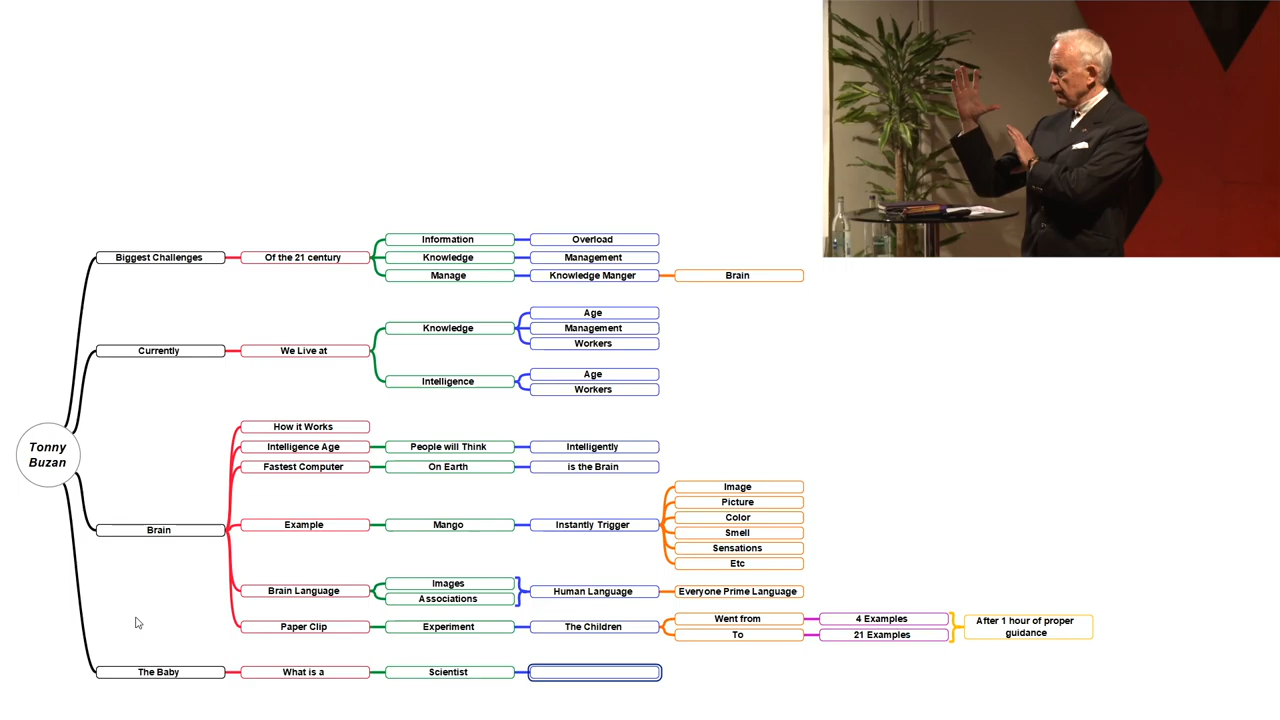 Tonny
Buzan
Biggest Challenges
Of the 21 century
Information
Overload
Knowledge
Management
Manage
Knowledge Manger
Brain
Currently
We Live at
Knowledge
Age
Management
Workers
Intelligence
Age
Workers
Brain
How it Works
Intelligence Age
People will Think
Intelligently
Fastest Computer
On Earth
is the Brain
Example
Mango
Instantly Trigger
Image
Picture
Color
Smell
Sensations
Etc
Brain Language
Images
Associations
Human Language
Everyone Prime Language
Paper Clip
Experiment
The Children
Went from
4 Examples
To
21 Examples
After 1 hour of proper
guidance
The Baby
What is a
Scientist